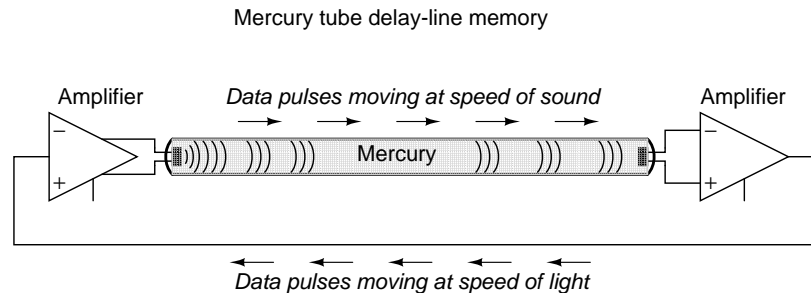 Mercury tube delay-line memory
Amplifier
Data pulses moving at speed of sound
Amplifier
−
Mercury
−
+
+
Data pulses moving at speed of light